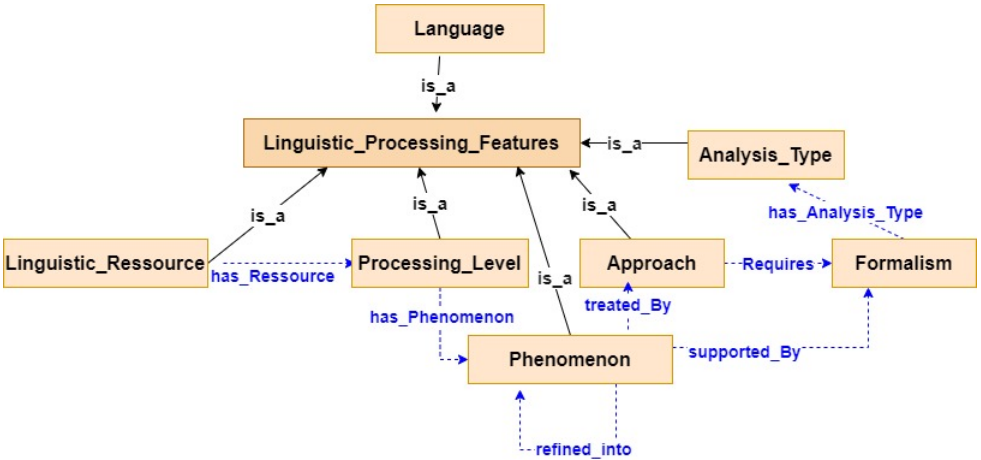 Language
is_a
Linguistic_Processing_Features
is_a
Analysis_Type
is_a
is_a
is_a
has_Analysis_Type
is_a
Linguistic_Ressource
has_Ressource
Processing_Level
Approach
Requires
Formalism
is_a
treated_By
has_Phenomenon
Phenomenon
supported_By
refined_into